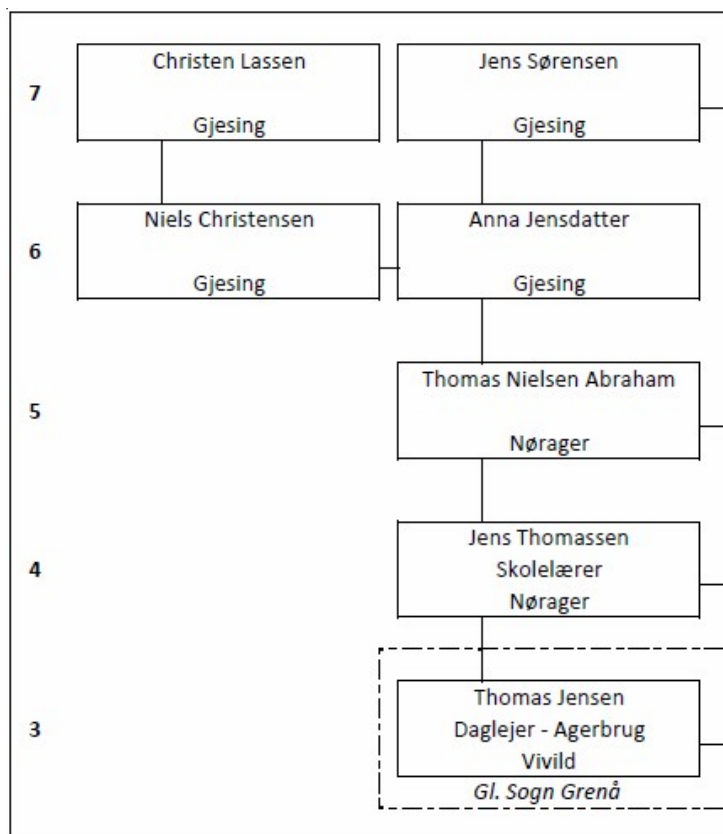 7
Christen Lassen
Gjesing
Jens Sørensen
Gjesing
6
Niels Christensen
Gjesing
Anna Jensdatter
Gjesing
5
Thomas Nielsen Abraham
Nørager
4
Jens Thomassen
Skolelærer
Nørager
3
Thomas Jensen
Daglejer - Agerbrug
Vivild
Gl. Sogn Grenå